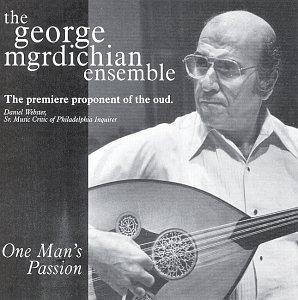 the
george
mgrdichian
ensemble
The premiere proponent of the oud.
Daniel Webster,
Sr. Music Critic of Philadelphia Inquirer
One Man's
Passion